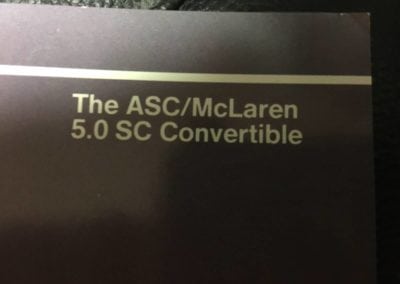 The ASC/McLaren
5.0 SC Convertible